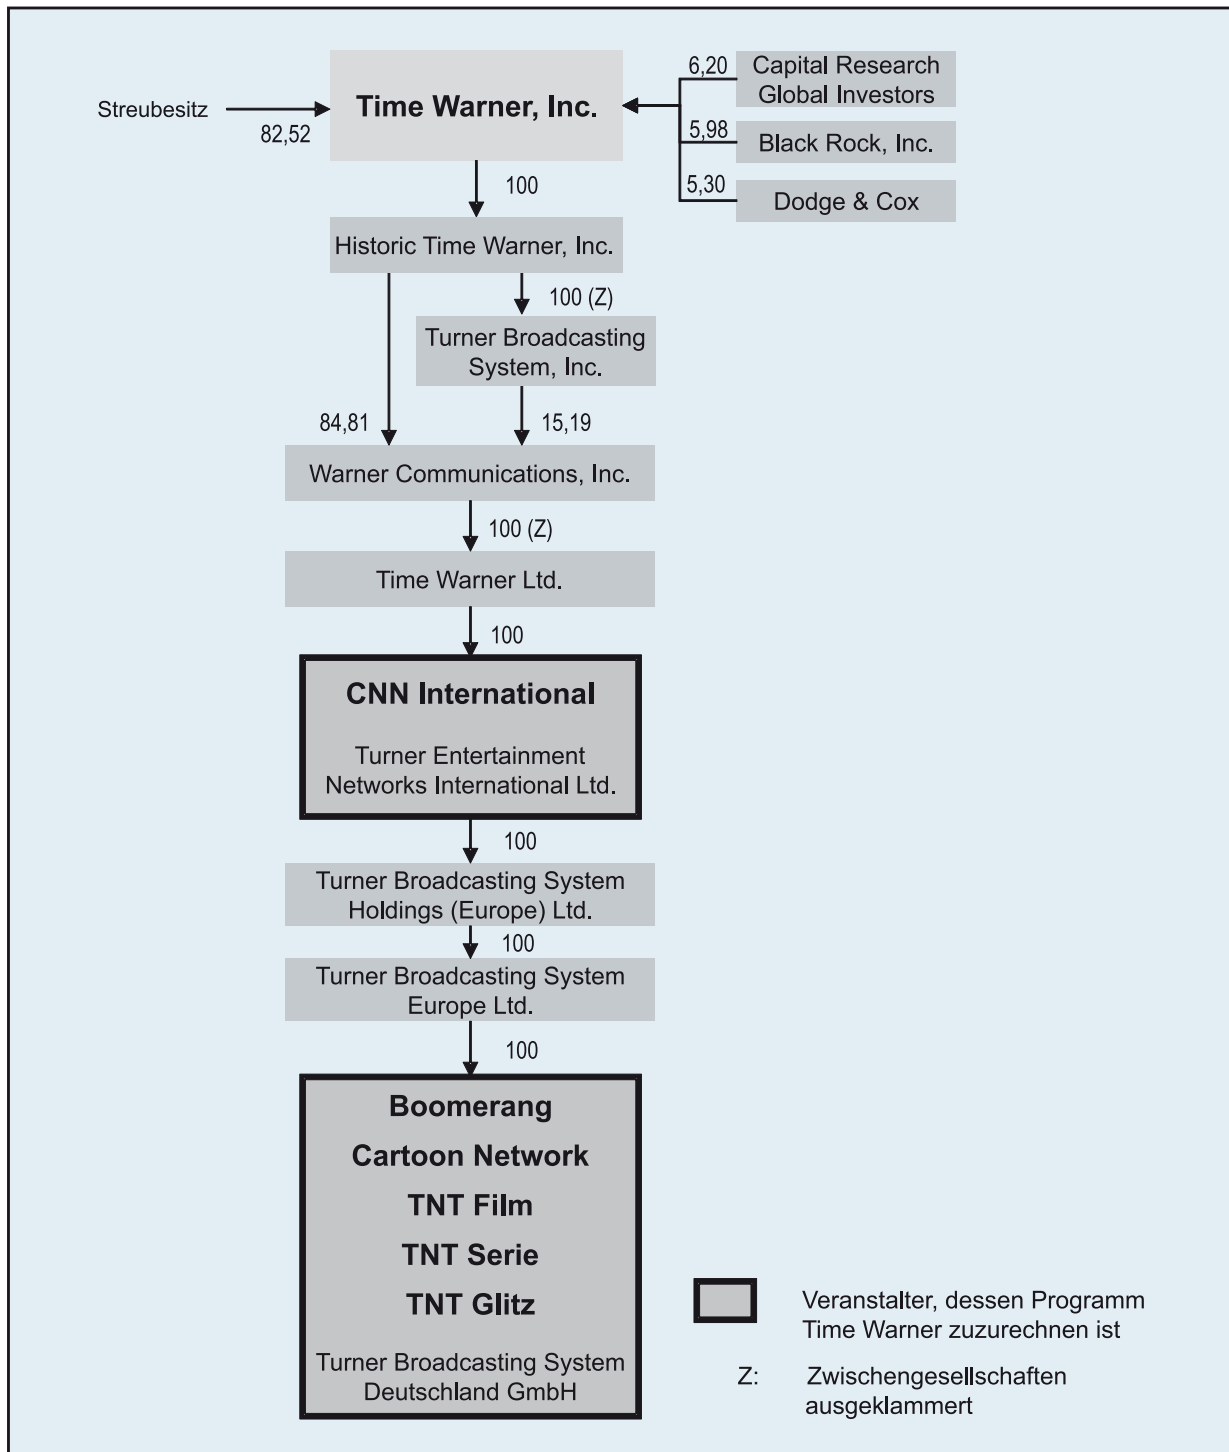 Streubesitz
82,52
Time Warner, Inc.
6,20
Capital Research
Global Investors
5,98
Black Rock, Inc.
5,30
Dodge & Cox
100
Historic Time Warner, Inc.
100 (Z)
Turner Broadcasting
System, Inc.
84,81
15,19
Warner Communications, Inc.
100 (Z)
Time Warner Ltd.
100
CNN International
Turner Entertainment
Networks International Ltd.
100
Turner Broadcasting System
Holdings (Europe) Ltd.
100
Turner Broadcasting System
Europe Ltd.
100
Boomerang
Cartoon Network
TNT Film
TNT Serie
TNT Glitz
Turner Broadcasting System
Deutschland GmbH
Veranstalter, dessen Programm
Time Warner zuzurechnen ist
Z: Zwischengesellschaften
ausgeklammert